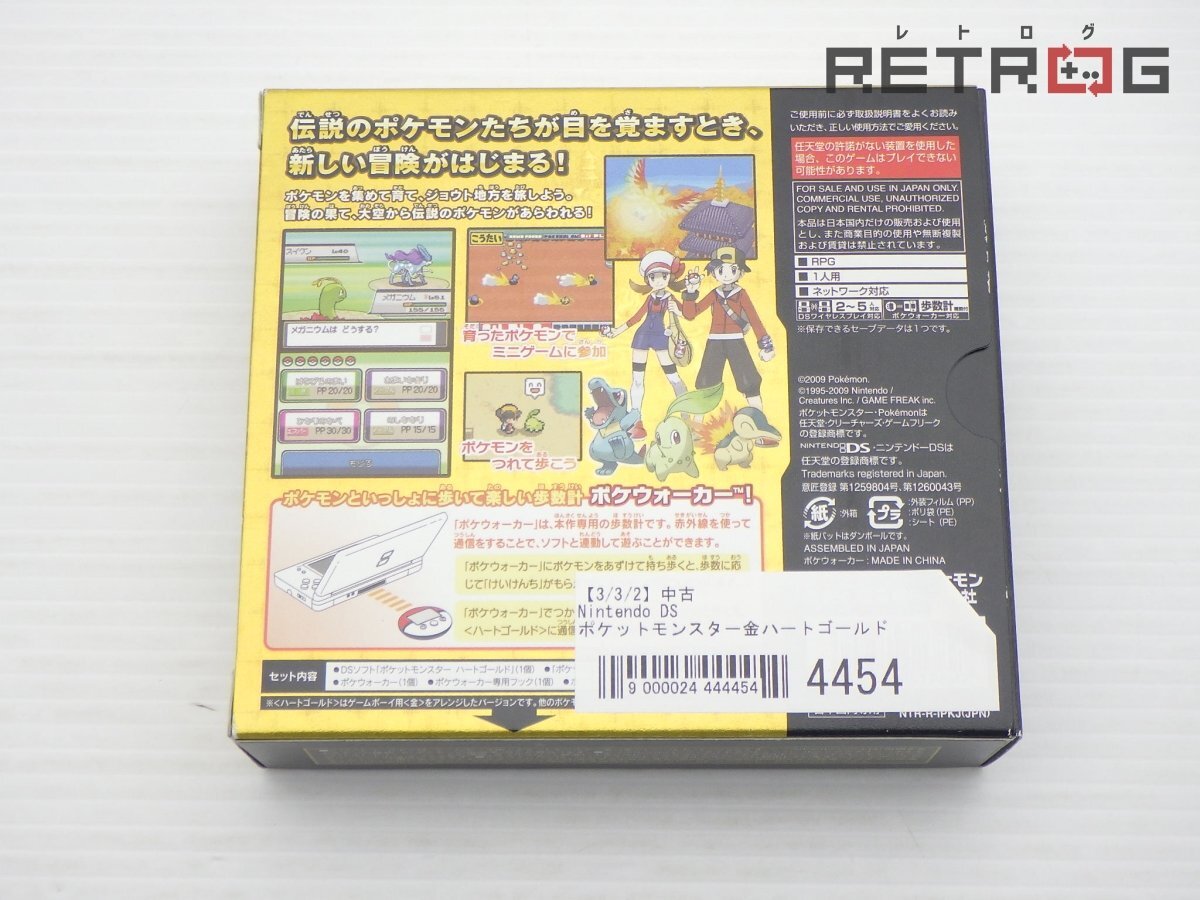 レトログ
RETROG
伝説のポケモンたちが目を覚ますとき、
新しい冒険がはじまる!
ポケモンを集めて育て、ジョウト地方を旅しよう。
冒険の果て、大空から伝説のポケモンがあらわれる!
スイクン Lv40
メガニウム Lv51
155/155
メガニウムは どうする?
PP 20/20
PP 20/20
PP 30/30
PP 15/15
もどる
こうたい
育ったポケモンで
ミニゲームに参加
ポケモンを
つれて歩こう
ポケモンといっしょに歩いて楽しい歩数計 ポケウォーカー™!
「ポケウォーカー」は、本作専用の歩数計です。赤外線を使って
通信をすることで、ソフトと連動して遊ぶことができます。
「ポケウォーカー」にポケモンをあずけて持ち歩くと、歩数に応
じて「けいけんち」がもら
「ポケウォーカー」でつか
<ハートゴールド>に通信
セット内容
●DSソフト「ポケットモンスター ハートゴールド」(1個)
●ポケウォーカー(1個) ●ポケウォーカー専用フック(1個)
※<ハートゴールド>はゲームボーイ用<金>をアレンジしたバージョンです。他のポケモ
ご使用前に必ず取扱説明書をよくお読み
いただき、正しい使用方法でご愛用ください。
任天堂の許諾がない装置を使用した
場合、このゲームはプレイできない
可能性があります。
FOR SALE AND USE IN JAPAN ONLY.
COMMERCIAL USE, UNAUTHORIZED
COPY AND RENTAL PROHIBITED.
本品は日本国内だけの販売および使用
とし、また商業目的の使用や無断複製
および賃貸は禁止されています。
■ RPG
■ 1人用
■ ネットワーク対応
2〜5人対応
DSワイヤレスプレイ対応
歩数計
ポケウォーカー対応
※保存できるセーブデータは1つです。
©2009 Pokémon.
©1995-2009 Nintendo /
Creatures Inc. / GAME FREAK inc.
ポケットモンスター・Pokémonは
任天堂・クリーチャーズ・ゲームフリーク
の登録商標です。
NINTENDO DS・ニンテンドーDSは
任天堂の登録商標です。
Trademarks registered in Japan.
意匠登録 第1259804号、第1260043号
紙 :外箱
プラ :外装フィルム(PP)
:ポリ袋(PE)
:シート(PE)
※紙パットはダンボールです。
ASSEMBLED IN JAPAN
ポケウォーカー:MADE IN CHINA
NTR-R-IPKJ(JPN)
【3/3/2】中古
Nintendo DS
ポケットモンスター金ハートゴールド
9 000024 444454
4454